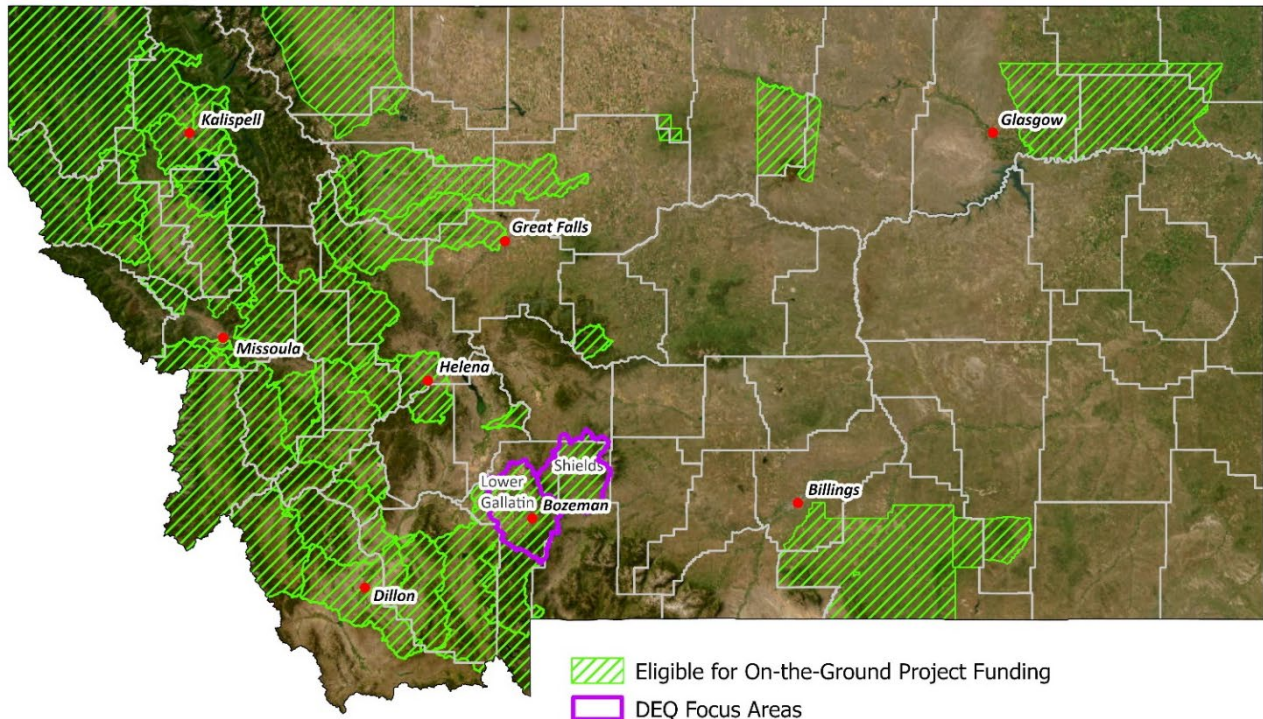 Kalispell
Glasgow
Great Falls
Missoula
Helena
Shields
Lower
Gallatin
Bozeman
Billings
Dillon
Eligible for On-the-Ground Project Funding
DEQ Focus Areas